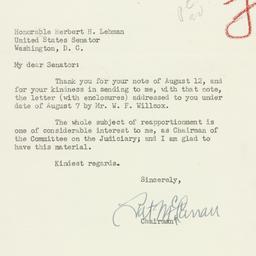 Honorable Herbert H. Lehman
United States Senator
Washington, D. C.
My dear Senator:
Thank you for your note of August 12, and
for your kindness in sending to me, with that note,
the letter (with enclosures) addressed to you under
date of August 7 by Mr. W. F. Willcox.
The whole subject of reapportionment is
one of considerable interest to me, as Chairman of
the Committee on the Judiciary; and I am glad to
have this material.
Kindest regards.
Sincerely,
Pat McCarran
Chairman